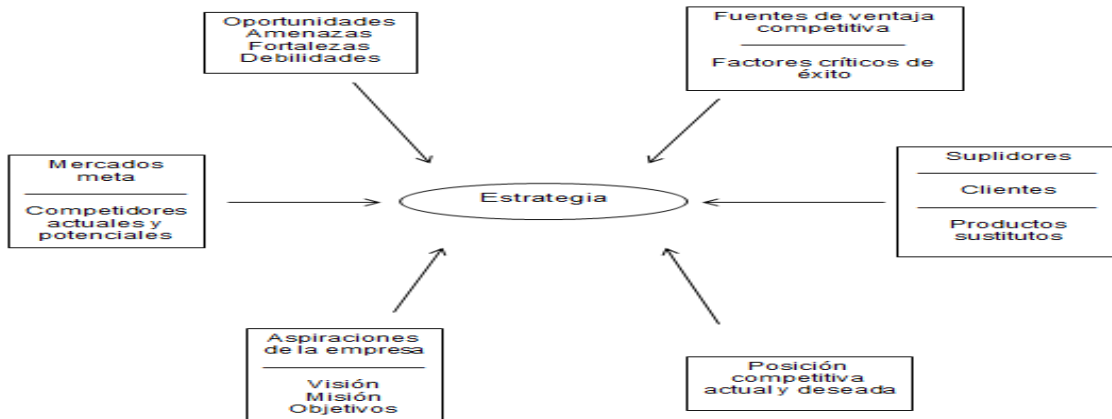 Oportunidades
Amenazas
Fortalezas
Debilidades
Fuentes de ventaja
competitiva
Factores críticos de
éxito
Mercados
meta
Competidores
actuales y
potenciales
Estrategia
Suplidores
Clientes
Productos
sustitutos
Aspiraciones
de la empresa
Visión
Misión
Objetivos
Posición
competitiva
actual y deseada